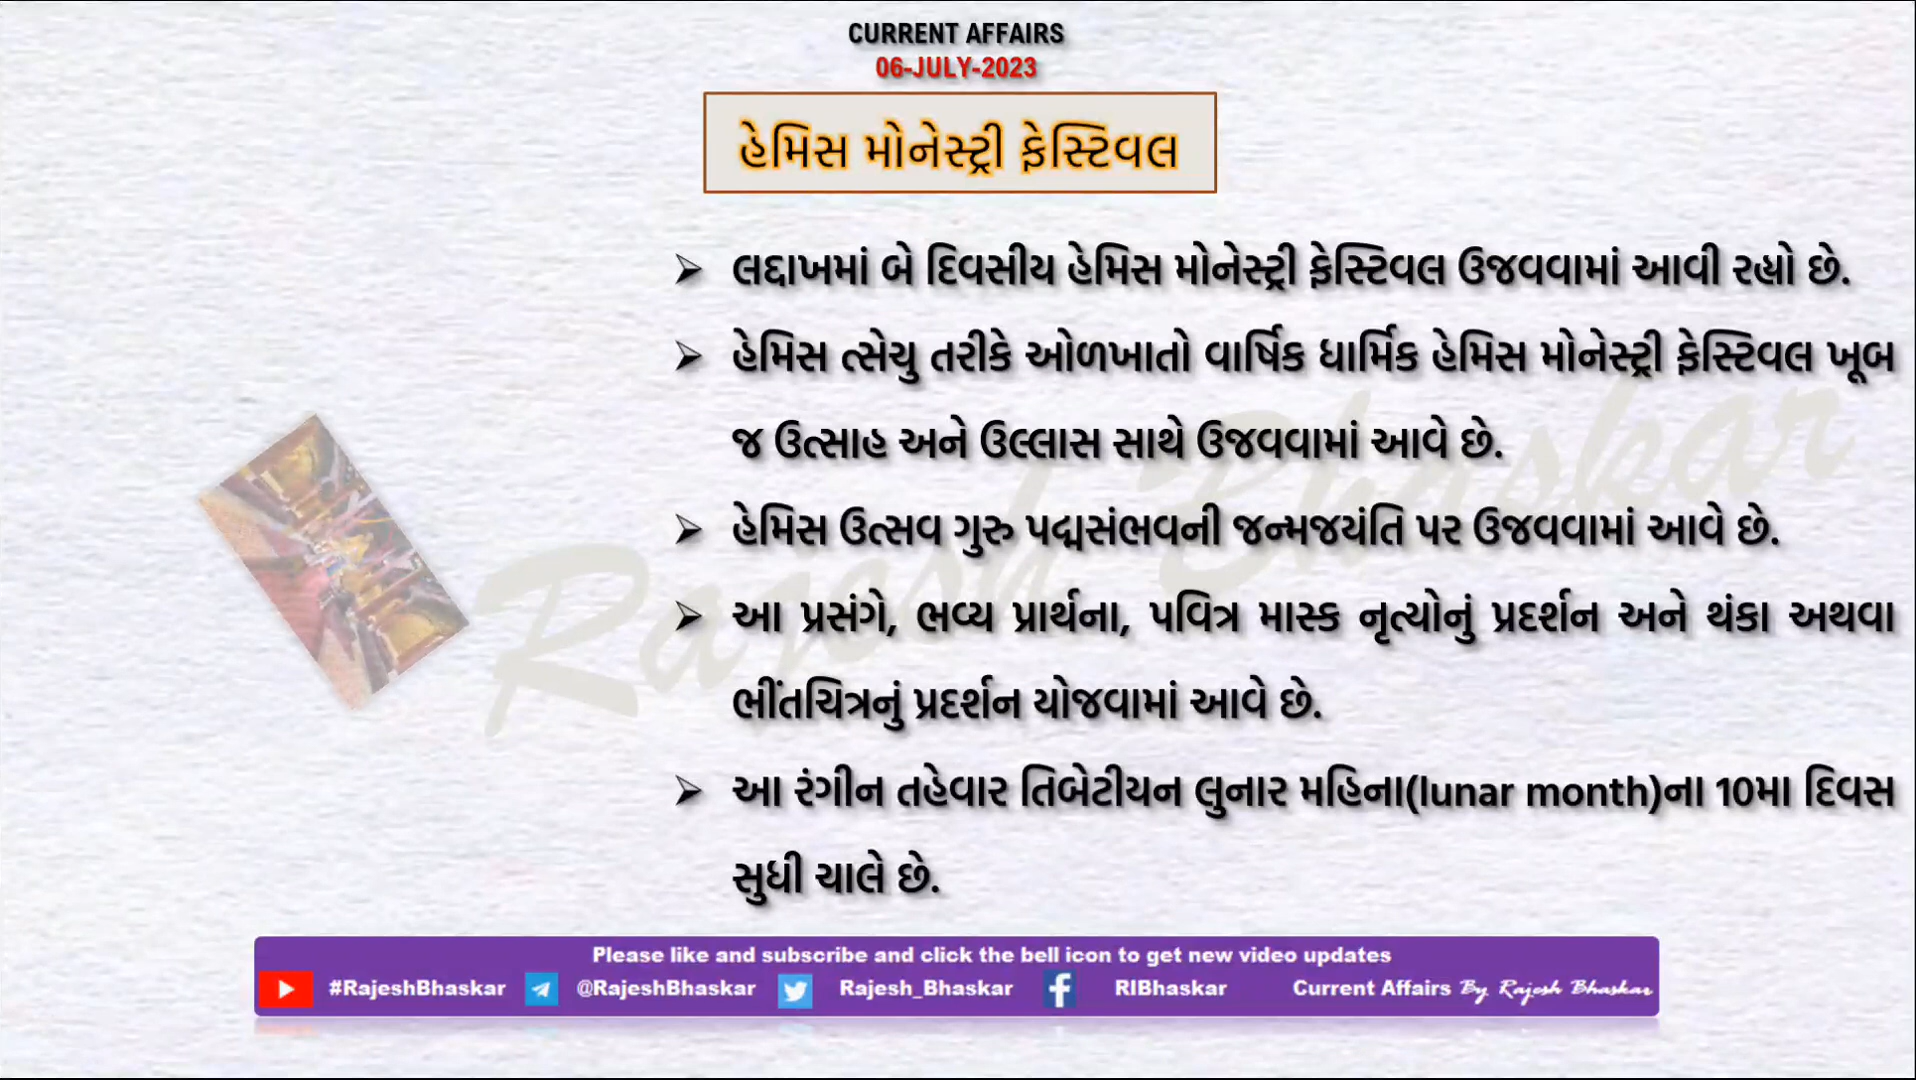 CURRENT AFFAIRS
06-JULY-2023
હેમિસ મોનેસ્ટ્રી ફેસ્ટિવલ
➢ લદ્દાખમાં બે દિવસીય હેમિસ મોનેસ્ટ્રી ફેસ્ટિવલ ઉજવવામાં આવી રહ્યો છે.
➢ હેમિસ ત્સેચુ તરીકે ઓળખાતો વાર્ષિક ધાર્મિક હેમિસ મોનેસ્ટ્રી ફેસ્ટિવલ ખૂબ
જ ઉત્સાહ અને ઉલ્લાસ સાથે ઉજવવામાં આવે છે.
➢ હેમિસ ઉત્સવ ગુરુ પદ્મસંભવની જન્મજયંતિ પર ઉજવવામાં આવે છે.
➢ આ પ્રસંગે, ભવ્ય પ્રાર્થના, પવિત્ર માસ્ક નૃત્યોનું પ્રદર્શન અને થંકા અથવા
ભીંતચિત્રનું પ્રદર્શન યોજવામાં આવે છે.
➢ આ રંગીન તહેવાર તિબેટીયન લુનાર મહિના(lunar month)ના 10મા દિવસ
સુધી ચાલે છે.
Rajesh Bhaskar
Please like and subscribe and click the bell icon to get new video updates
#RajeshBhaskar @RajeshBhaskar Rajesh_Bhaskar RIBhaskar Current Affairs By Rajesh Bhaskar